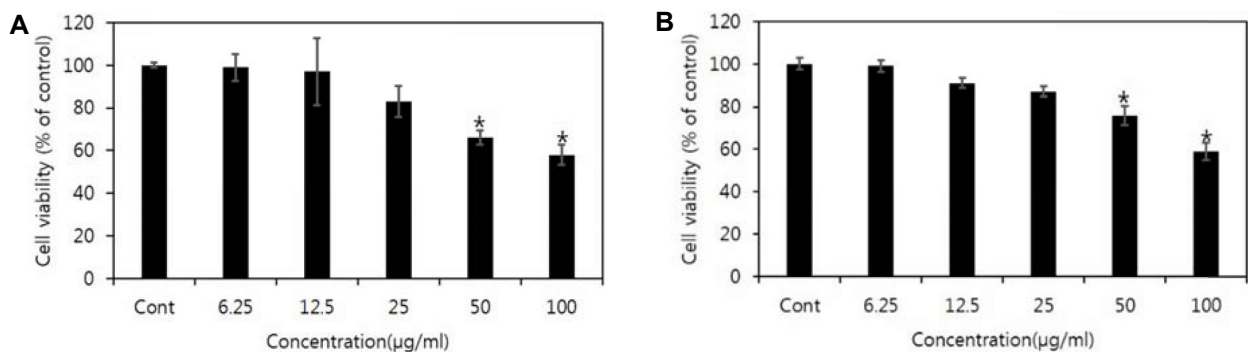 A
Cell viability (% of control)
120
100
80
60
40
20
0
*
*
Cont 6.25 12.5 25 50 100
Concentration(µg/ml)
B
Cell viability (% of control)
120
100
80
60
40
20
0
*
*
Cont 6.25 12.5 25 50 100
Concentration(µg/ml)